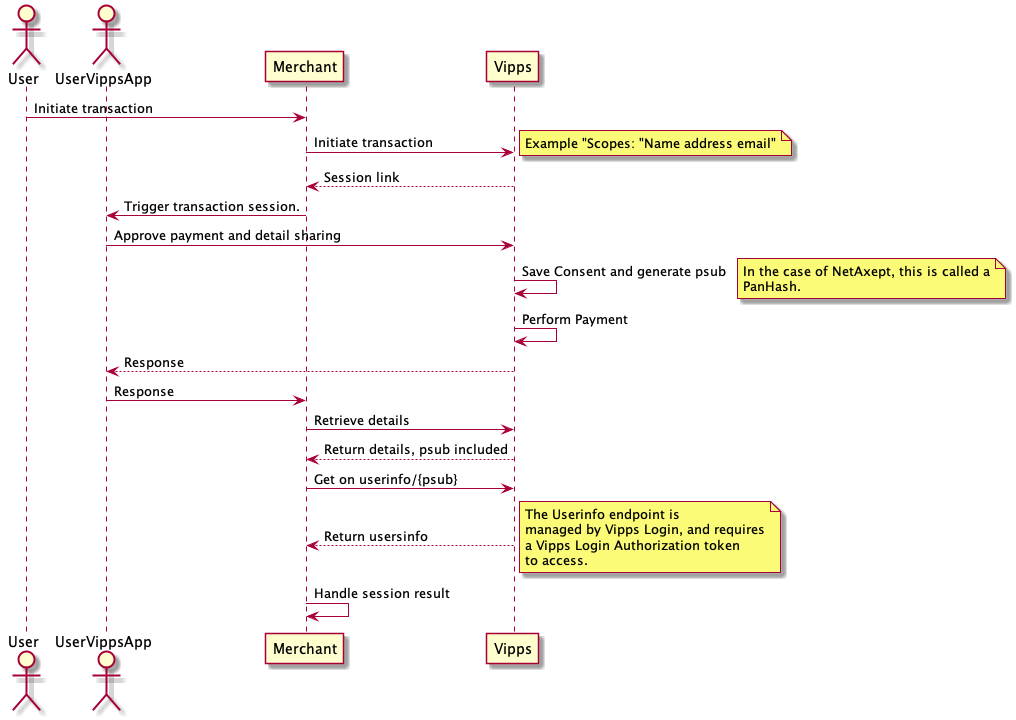 User
UserVippsApp
Merchant
Vipps
Initiate transaction
Initiate transaction
Example "Scopes: "Name address email"
Session link
Trigger transaction session.
Approve payment and detail sharing
Save Consent and generate psub
In the case of NetAxept, this is called a
PanHash.
Perform Payment
Response
Response
Retrieve details
Return details, psub included
Get on userinfo/{psub}
The Userinfo endpoint is
managed by Vipps Login, and requires
a Vipps Login Authorization token
to access.
Return usersinfo
Handle session result
User
UserVippsApp
Merchant
Vipps